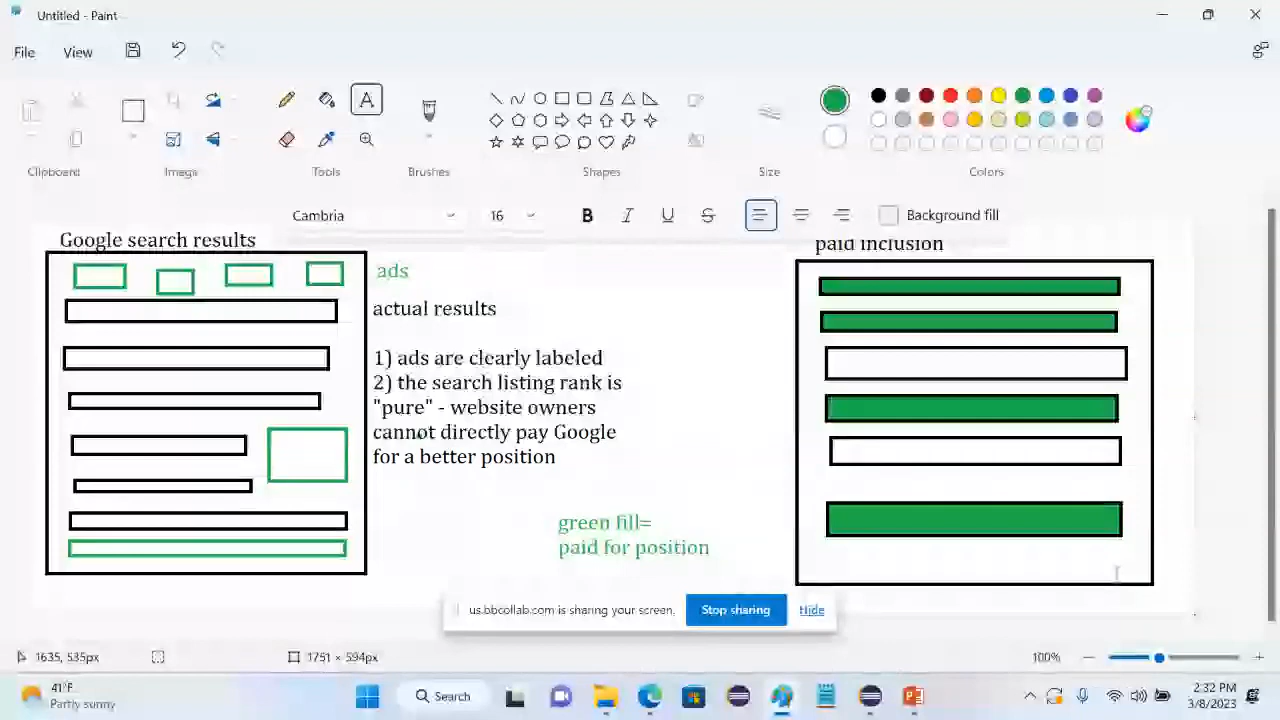 Untitled - Paint
File
View
Clipboard
Image
Tools
Brushes
Shapes
Size
Colors
Cambria
16
B
I
U
S
Background fill
Google search results
paid inclusion
ads
actual results
1) ads are clearly labeled
2) the search listing rank is
"pure" - website owners
cannot directly pay Google
for a better position
green fill=
paid for position
us.bbcollab.com is sharing your screen.
Stop sharing
Hide
1635, 535px
1751 × 594px
100%
41°F
Partly sunny
Search
2:32 PM
3/8/2023